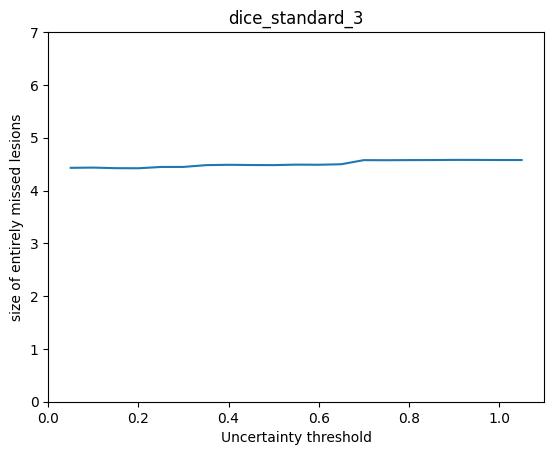 dice_standard_3
7
6
5
4
3
2
1
0
size of entirely missed lesions
0.0 0.2 0.4 0.6 0.8 1.0
Uncertainty threshold